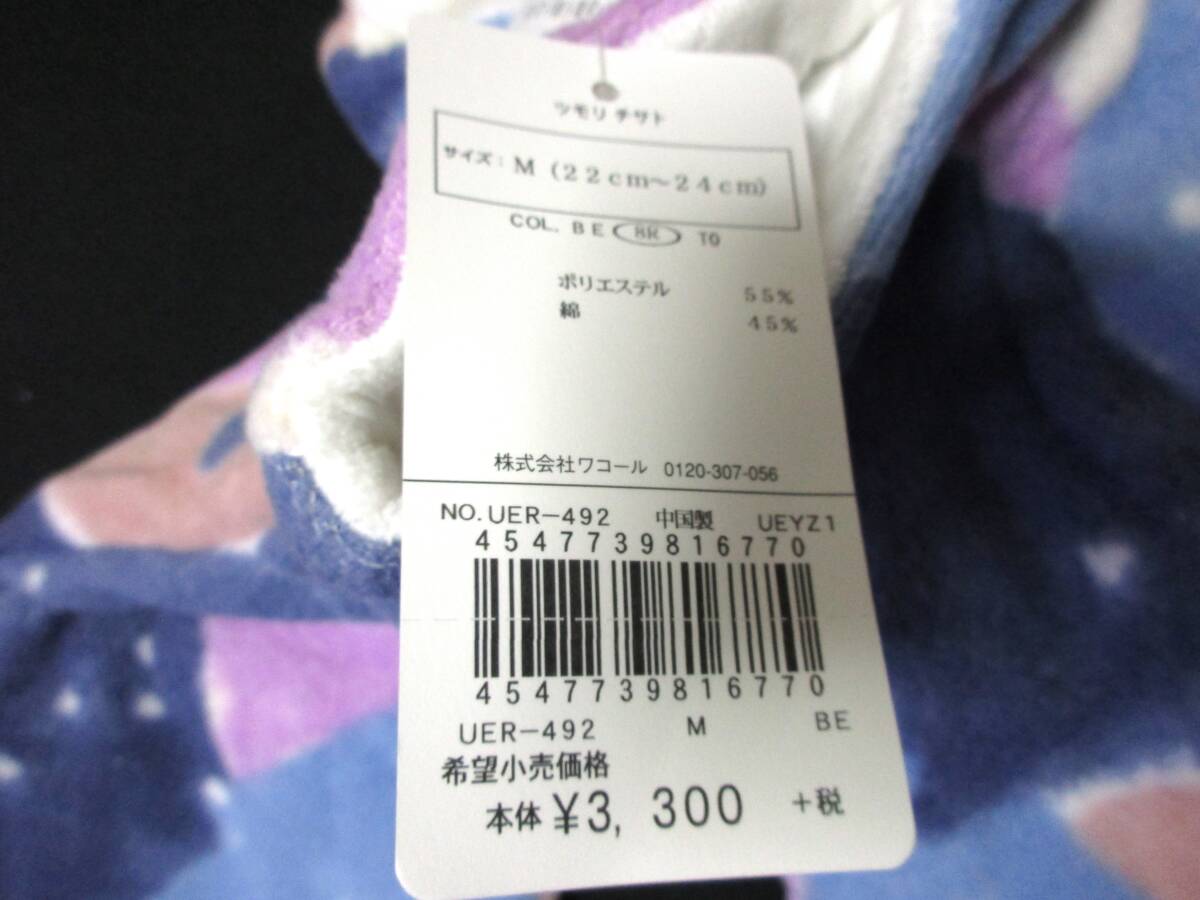 ツモリ チサト
サイズ: M (22cm～24cm)
COL. BE 8R TO
ポリエステル 55%
綿 45%
株式会社ワコール 0120-307-056
NO. UER-492 中国製 UEYZ1
4547739816770
4547739816770
UER-492 M BE
希望小売価格
本体 ¥3,300 +税